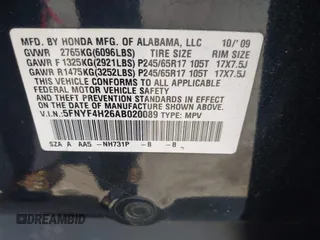 MFD. BY HONDA MFG. OF ALABAMA, LLC 10/'09
GVWR 2765KG(6096LBS) TIRE SIZE RIM SIZE
GAWR F 1325KG(2921LBS) P245/65R17 105T 17X7.5J
GAWR R1475KG(3252LBS) P245/65R17 105T 17X7.5J
THIS VEHICLE CONFORMS TO ALL APPLICABLE
FEDERAL MOTOR VEHICLE SAFETY AND THEFT
PREVENTION STANDARDS IN EFFECT ON THE
DATE OF MANUFACTURE SHOWN ABOVE.
V.I.N.:5FNYF4H26AB020089 TYPE: MPV
SZA A AA5 -NH731P -B -B
© DREAMBID